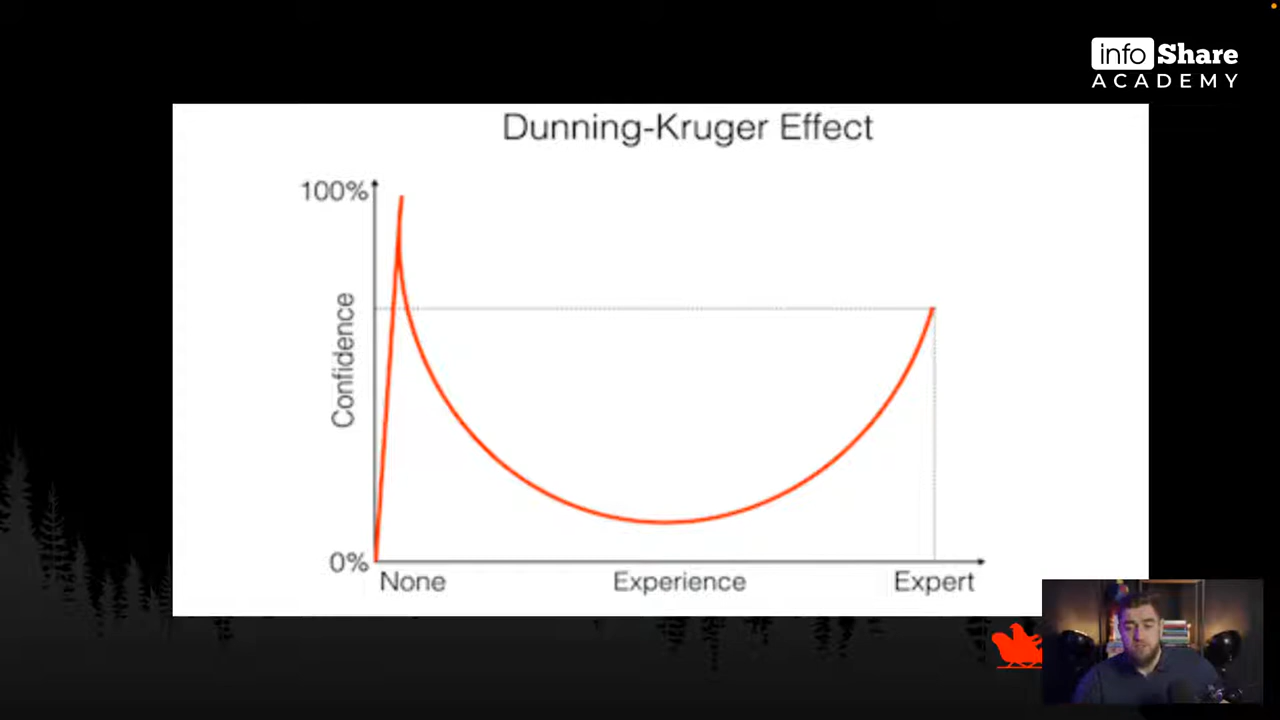 info Share
ACADEMY
Dunning-Kruger Effect
100%
Confidence
0%
None
Experience
Expert